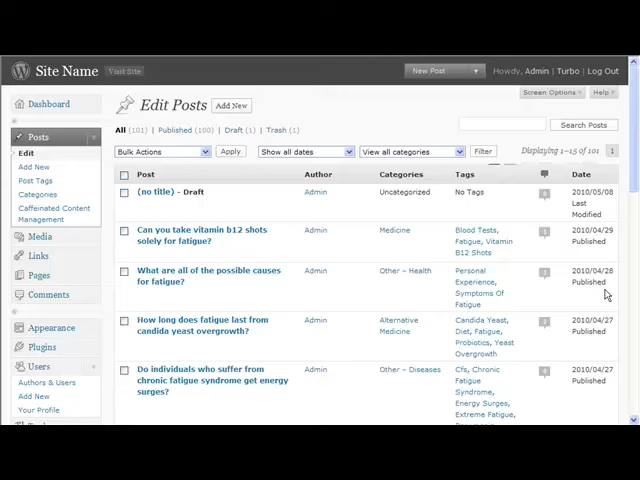 Site Name Visit Site New Post Howdy, Admin | Turbo | Log Out
Screen Options Help
Dashboard
Posts
Edit
Add New
Post Tags
Categories
Caffeinated Content
Management
Media
Links
Pages
Comments
Appearance
Plugins
Users
Authors & Users
Add New
Your Profile
Edit Posts Add New
All (101) | Published (100) | Draft (1) | Trash (1)
Search Posts
Bulk Actions Apply Show all dates View all categories Filter Displaying 1–15 of 101 1
Post Author Categories Tags Date
(no title) - Draft Admin Uncategorized No Tags 0 2010/05/08
Last
Modified
Can you take vitamin b12 shots Admin Medicine Blood Tests, 2010/04/29
solely for fatigue? Fatigue, Vitamin Published
B12 Shots
What are all of the possible causes Admin Other – Health Personal 2010/04/28
for fatigue? Experience, Published
Symptoms Of
Fatigue
How long does fatigue last from Admin Alternative Candida Yeast, 2010/04/27
candida yeast overgrowth? Medicine Diet, Fatigue, Published
Probiotics, Yeast
Overgrowth
Do individuals who suffer from Admin Other – Diseases Cfs, Chronic 2010/04/27
chronic fatigue syndrome get energy Fatigue Published
surges? Syndrome,
Energy Surges,
Extreme Fatigue,